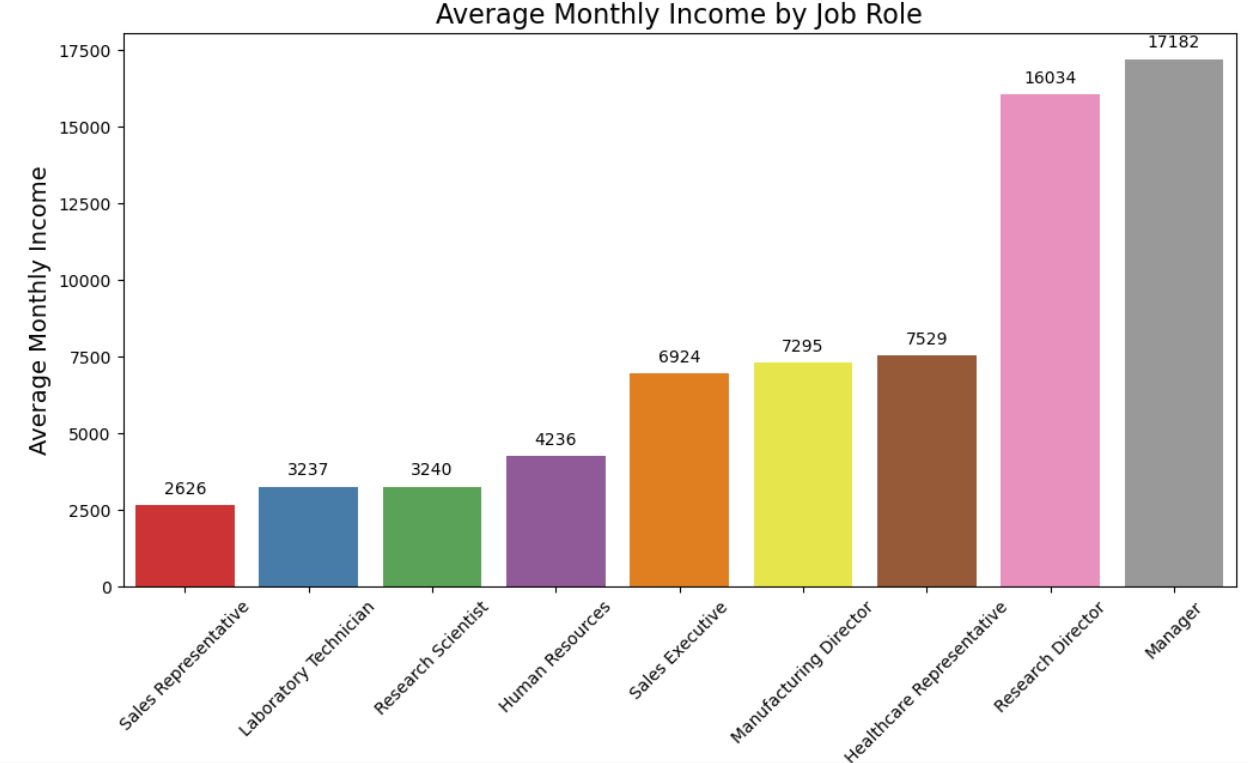 Average Monthly Income by Job Role
Average Monthly Income
17500
15000
12500
10000
7500
5000
2500
0
2626
3237
3240
4236
6924
7295
7529
16034
17182
Sales Representative
Laboratory Technician
Research Scientist
Human Resources
Sales Executive
Manufacturing Director
Healthcare Representative
Research Director
Manager